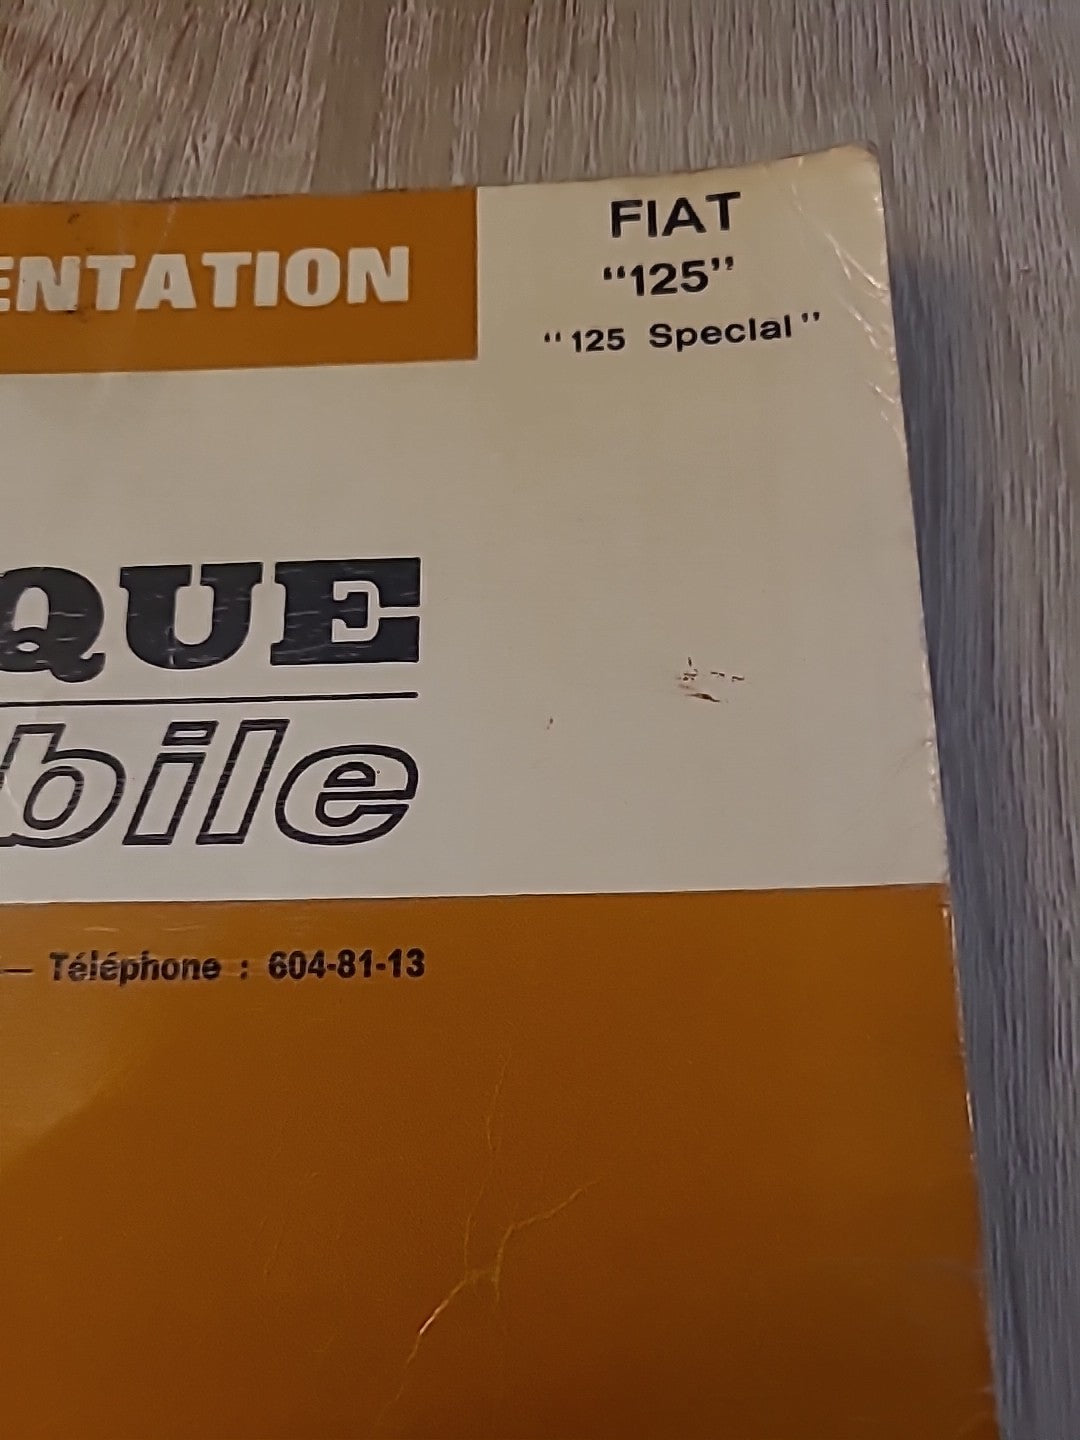 ENTATION
FIAT
“125”
“125 Special”
QUE
bile
— Téléphone : 604-81-13